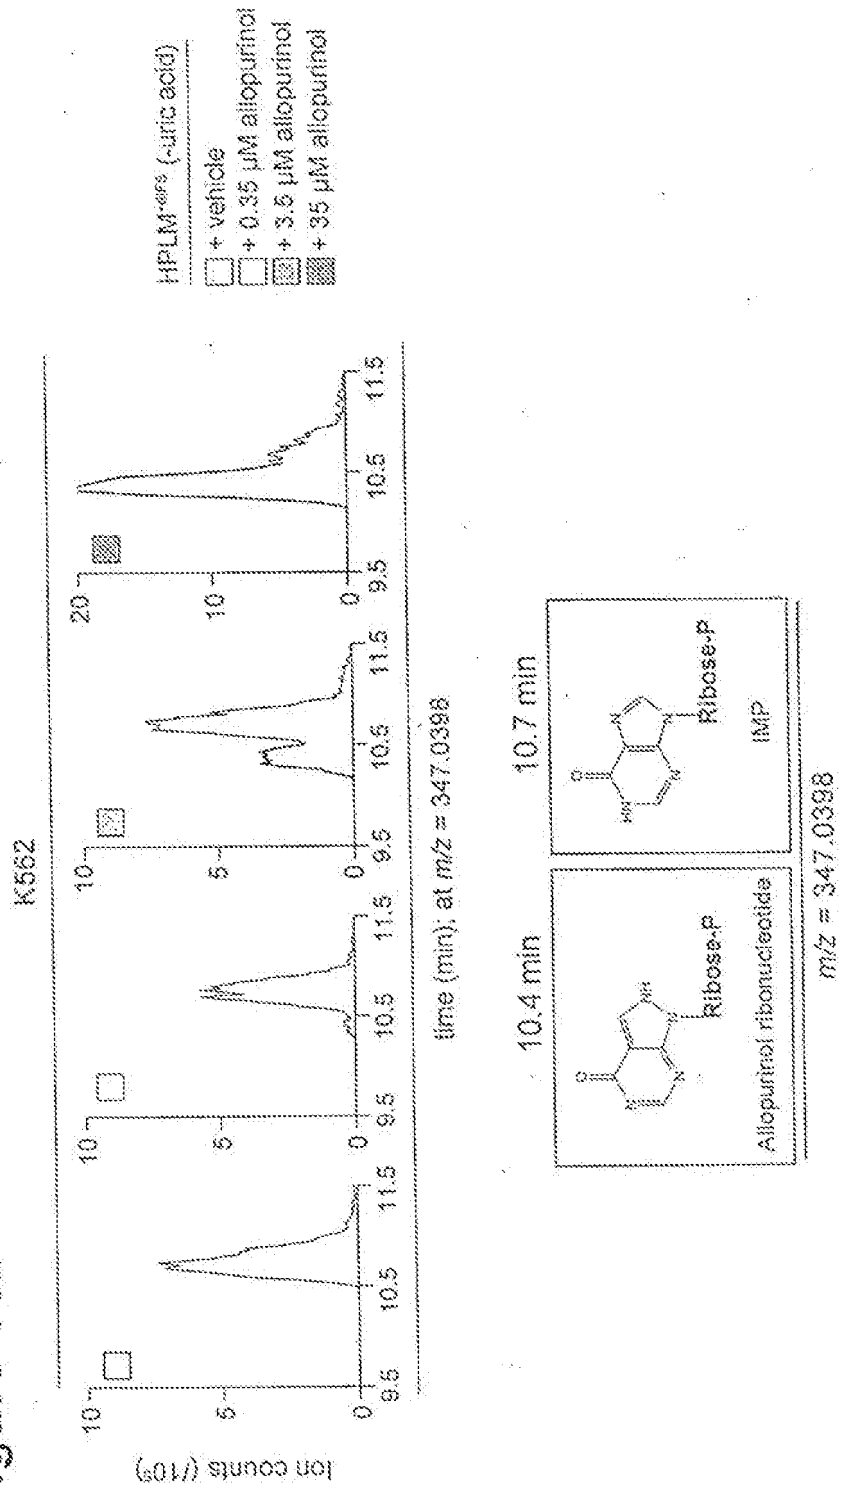 K562
HPLM+dIFS (-uric acid)
+ vehicle
+ 0.35 µM allopurinol
+ 3.5 µM allopurinol
+ 35 µM allopurinol
Ion counts
10
5
0
9.5
10.5
11.5
10
5
0
9.5
10.5
11.5
10
5
0
9.5
10.5
11.5
20
10
0
9.5
10.5
11.5
time (min); at m/z = 347.0398
10.4 min
10.7 min
O
N
N
N
NH
Ribose-P
Allopurinol ribonucleotide
O
HN
N
N
N
Ribose-P
IMP
m/z = 347.0398